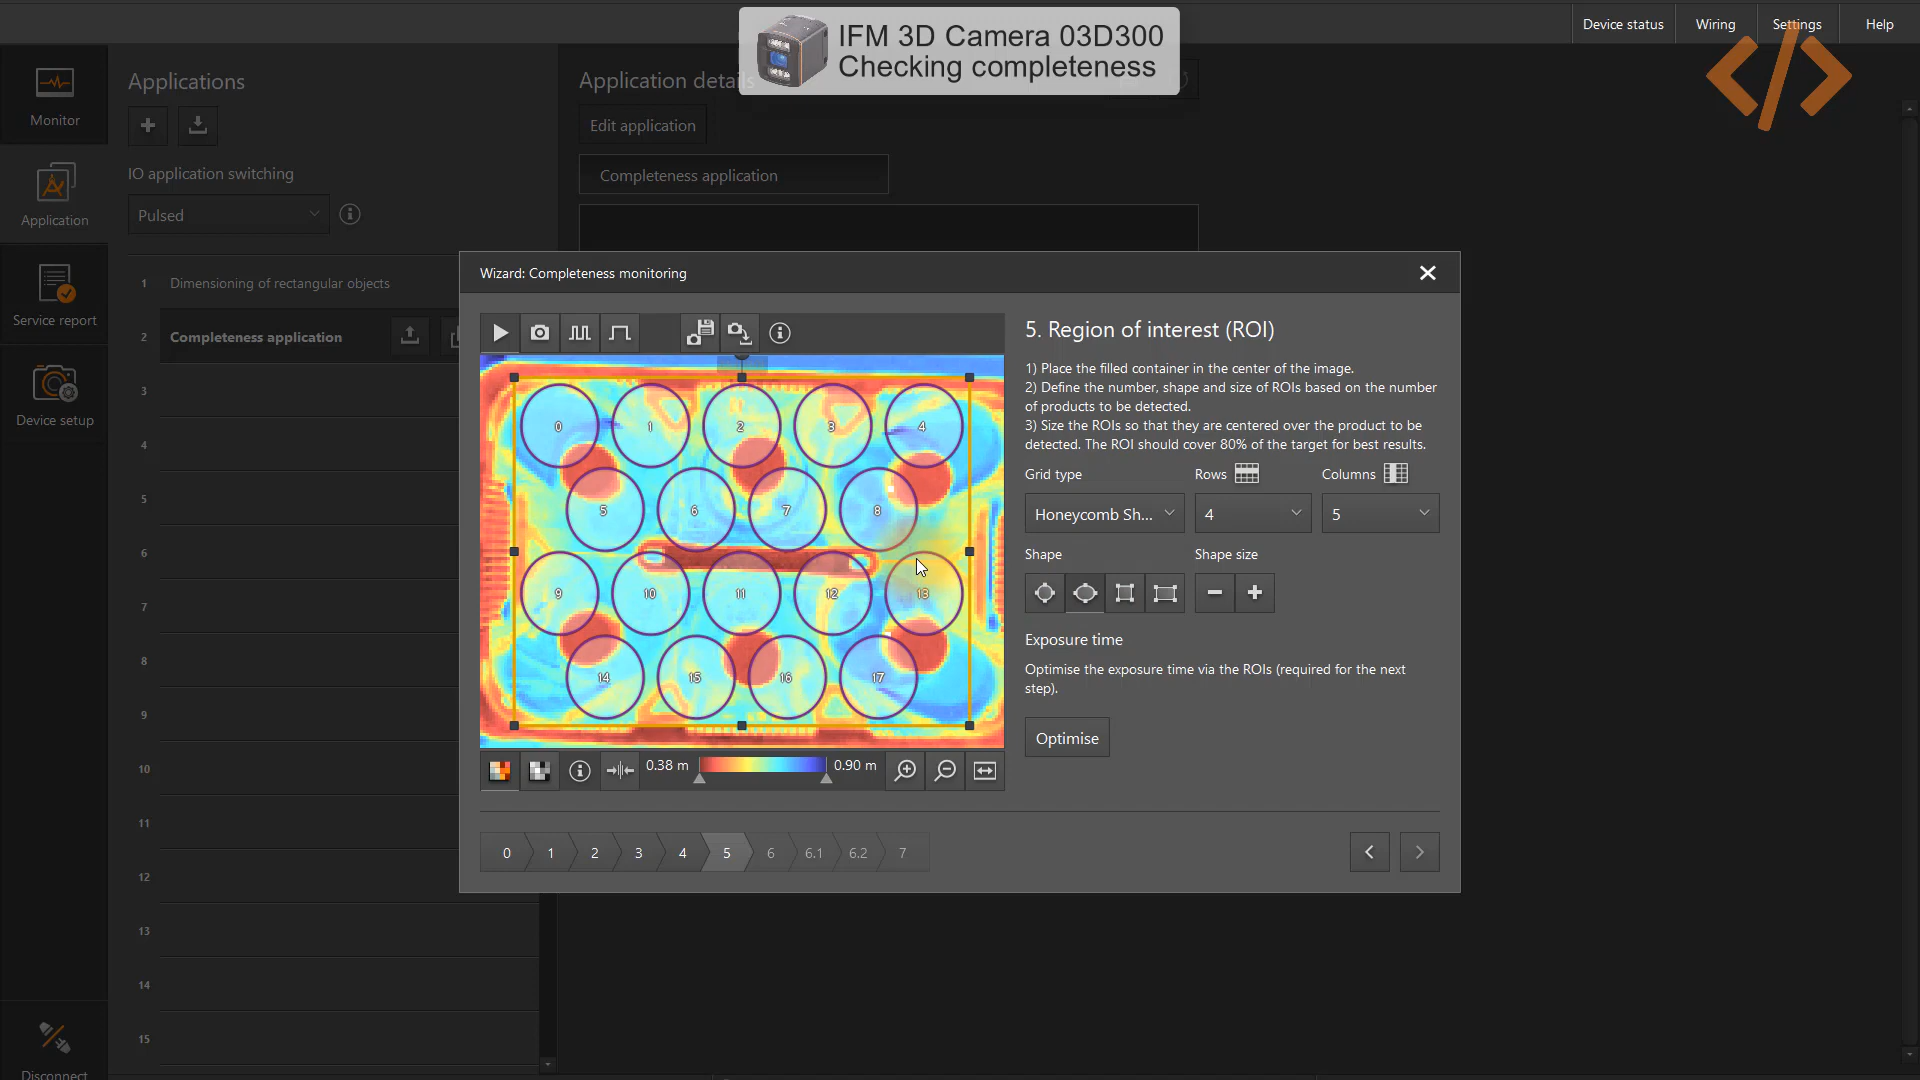 Device status
Wiring
Settings
Help
IFM 3D Camera 03D300
Checking completeness
Monitor
Application
Service report
Device setup
Disconnect
Applications
IO application switching
Pulsed
1 Dimensioning of rectangular objects
2 Completeness application
3
4
5
6
7
8
9
10
11
12
13
14
15
Application details
Edit application
Completeness application
Wizard: Completeness monitoring
0 1 2 3 4
5 6 7 8
9 10 11 12 13
14 15 16 17
0.38 m
0.90 m
5. Region of interest (ROI)
1) Place the filled container in the center of the image.
2) Define the number, shape and size of ROIs based on the number
of products to be detected.
3) Size the ROIs so that they are centered over the product to be
detected. The ROI should cover 80% of the target for best results.
Grid type
Rows
Columns
Honeycomb Sh...
4
5
Shape
Shape size
Exposure time
Optimise the exposure time via the ROIs (required for the next
step).
Optimise
0 1 2 3 4 5 6 6.1 6.2 7